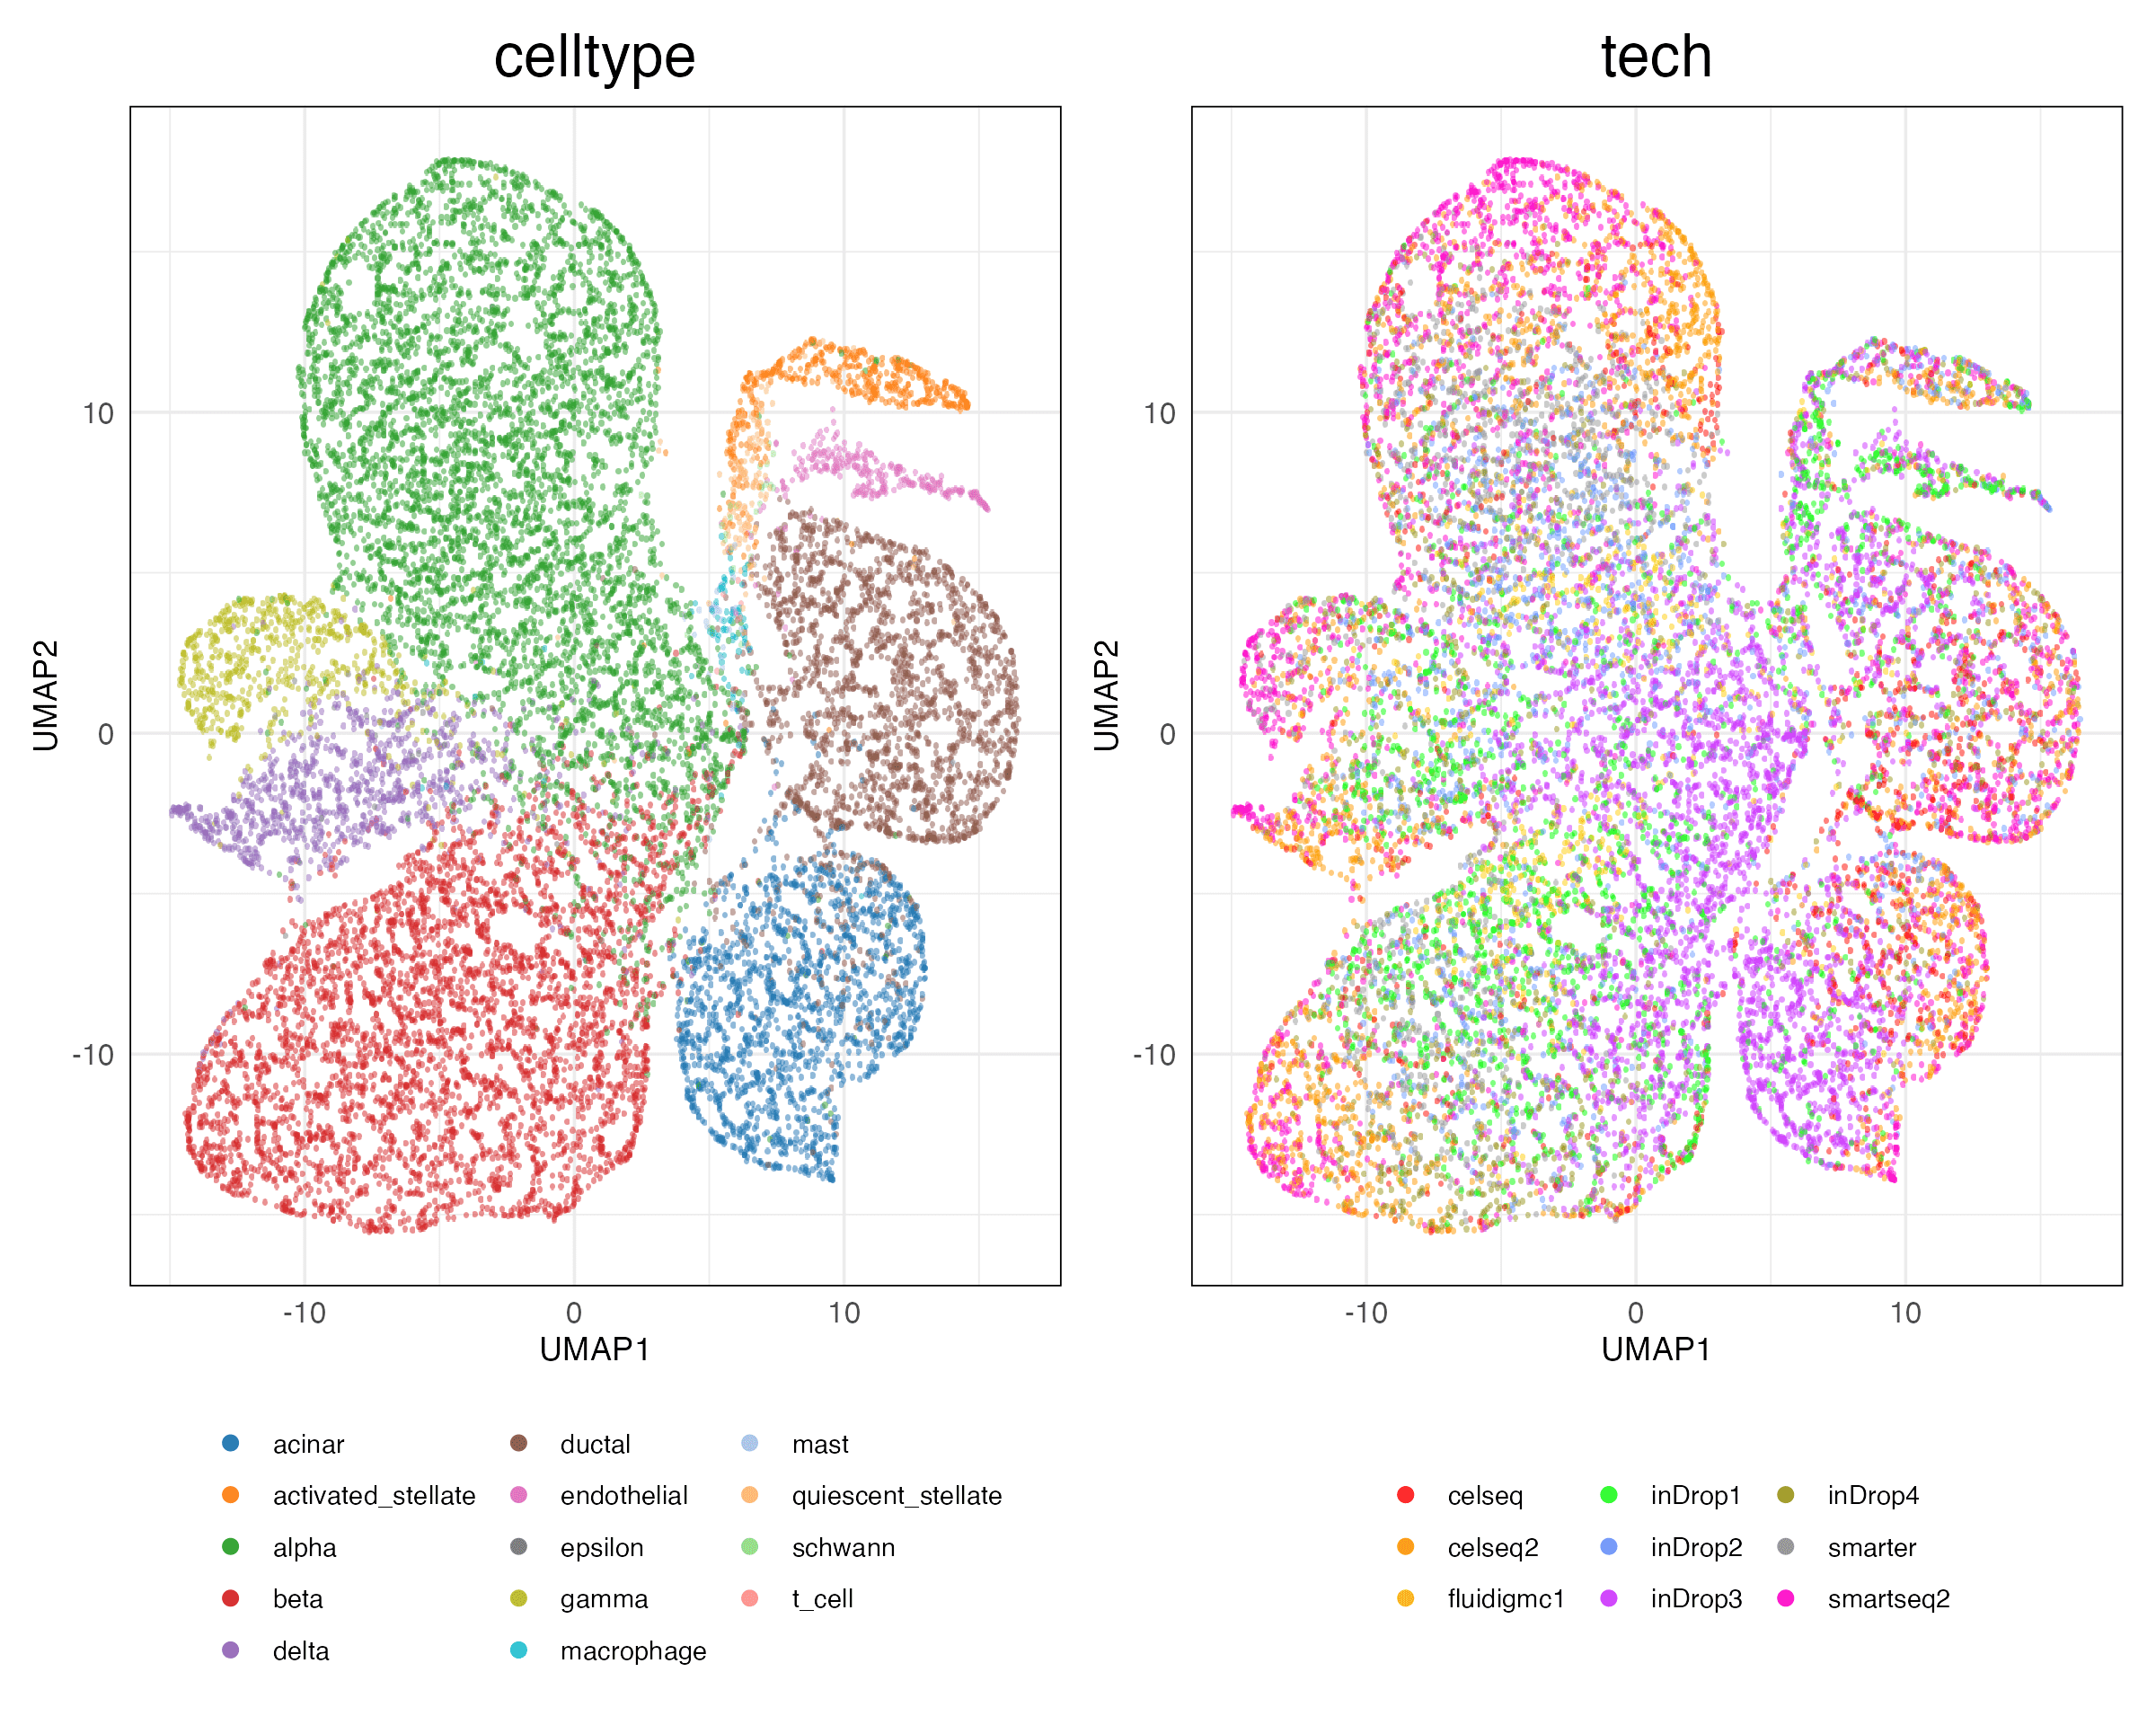 celltype
tech
UMAP2
10
0
-10
-10
0
10
UMAP1
UMAP2
10
0
-10
-10
0
10
UMAP1
acinar
activated_stellate
alpha
beta
delta
ductal
endothelial
epsilon
gamma
macrophage
mast
quiescent_stellate
schwann
t_cell
celseq
celseq2
fluidigmc1
inDrop1
inDrop2
inDrop3
inDrop4
smarter
smartseq2